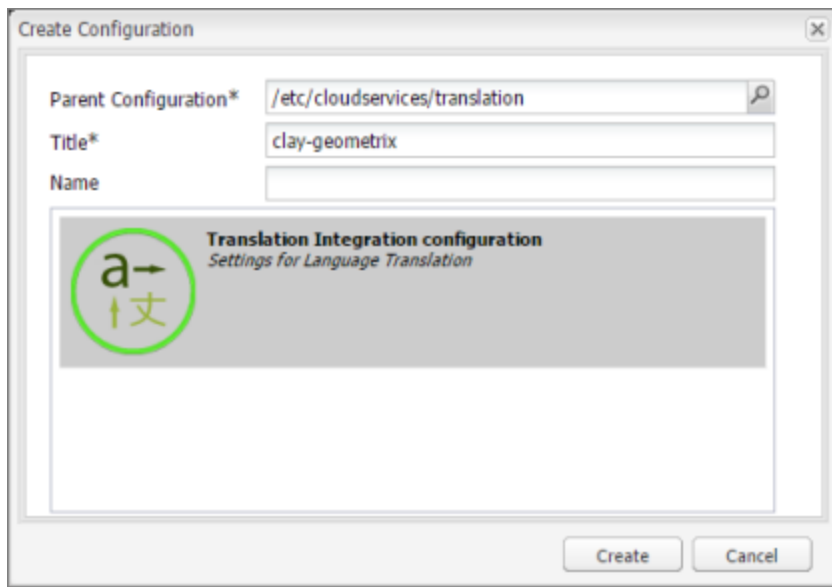 Create Configuration
Parent Configuration* /etc/cloudservices/translation
Title* clay-geometrix
Name
Translation Integration configuration
Settings for Language Translation
a
丈
Create Cancel